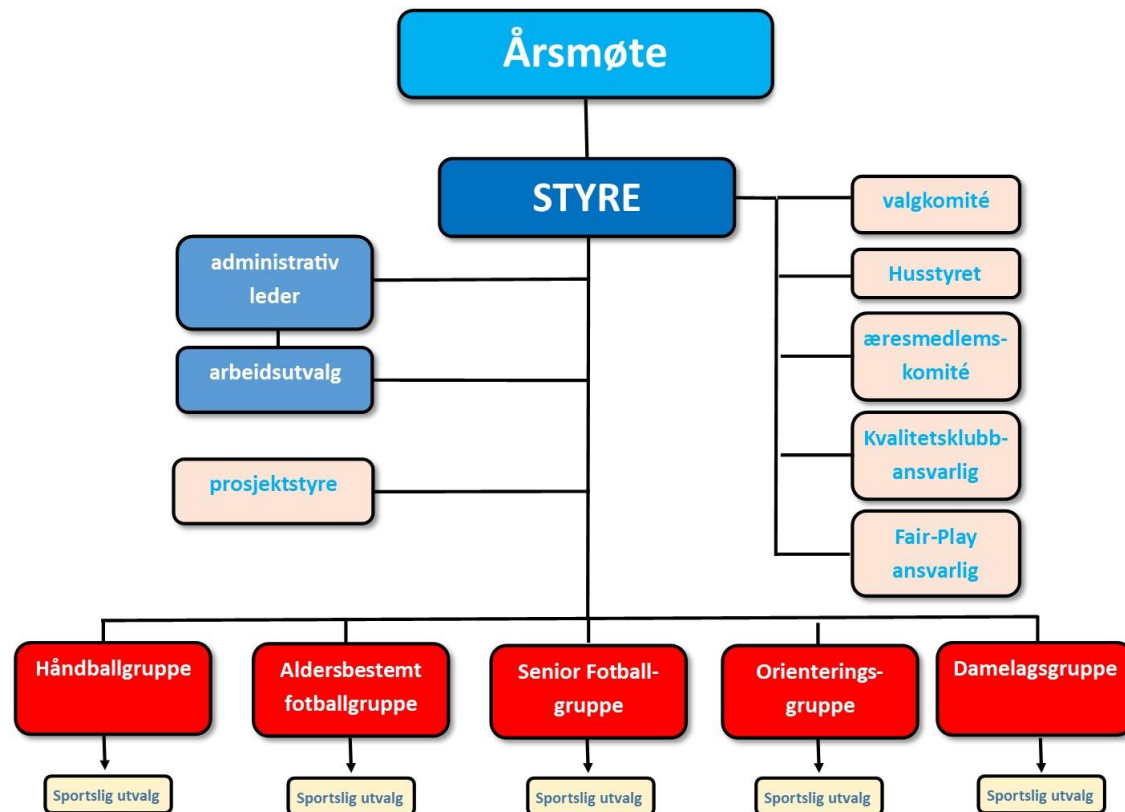 Årsmøte
STYRE
administrativ
leder
arbeidsutvalg
prosjektstyre
valgkomité
Husstyret
æresmedlems-
komité
Kvalitetsklubb-
ansvarlig
Fair-Play
ansvarlig
Håndballgruppe
Aldersbestemt
fotballgruppe
Senior Fotball-
gruppe
Orienterings-
gruppe
Damelagsgruppe
Sportslig utvalg
Sportslig utvalg
Sportslig utvalg
Sportslig utvalg
Sportslig utvalg